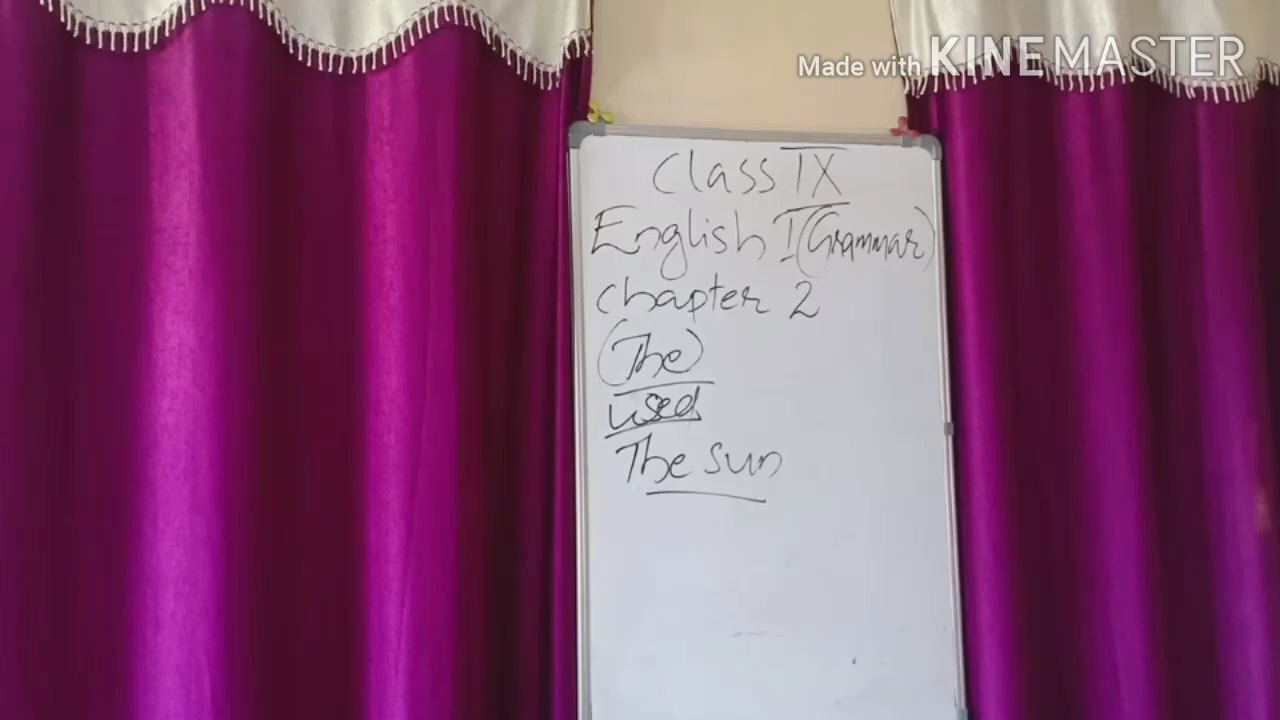 Made with KINEMASTER
Class IX
English I (Grammar)
chapter 2
(The)
used
The sun